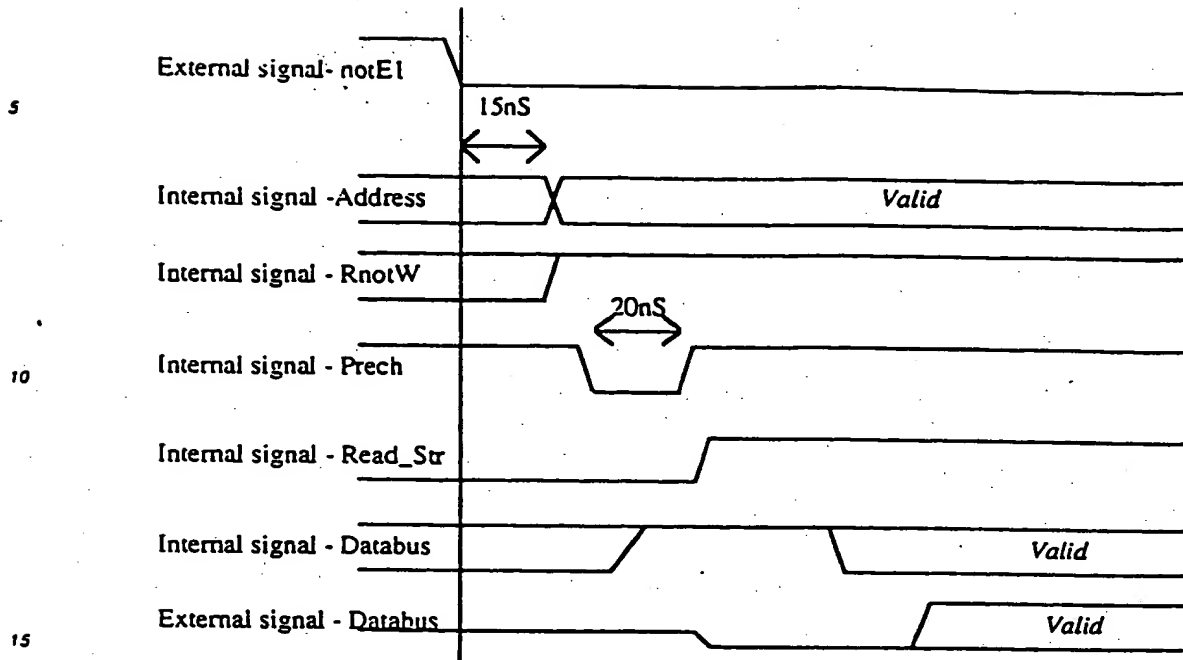 External signal- notE1
5
15nS
Internal signal -Address
Valid
Internal signal - RnotW
20nS
10
Internal signal - Prech
Internal signal - Read_Str
Internal signal - Databus
Valid
External signal - Databus
Valid
15